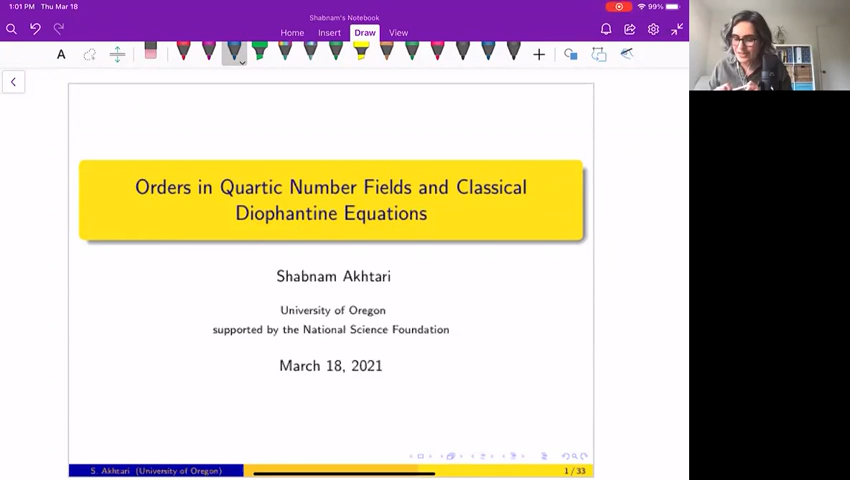 1:01 PM Thu Mar 18
99%
Shabnam's Notebook
Home Insert Draw View
A
Orders in Quartic Number Fields and Classical
Diophantine Equations
Shabnam Akhtari
University of Oregon
supported by the National Science Foundation
March 18, 2021
S. Akhtari (University of Oregon)
1 / 33